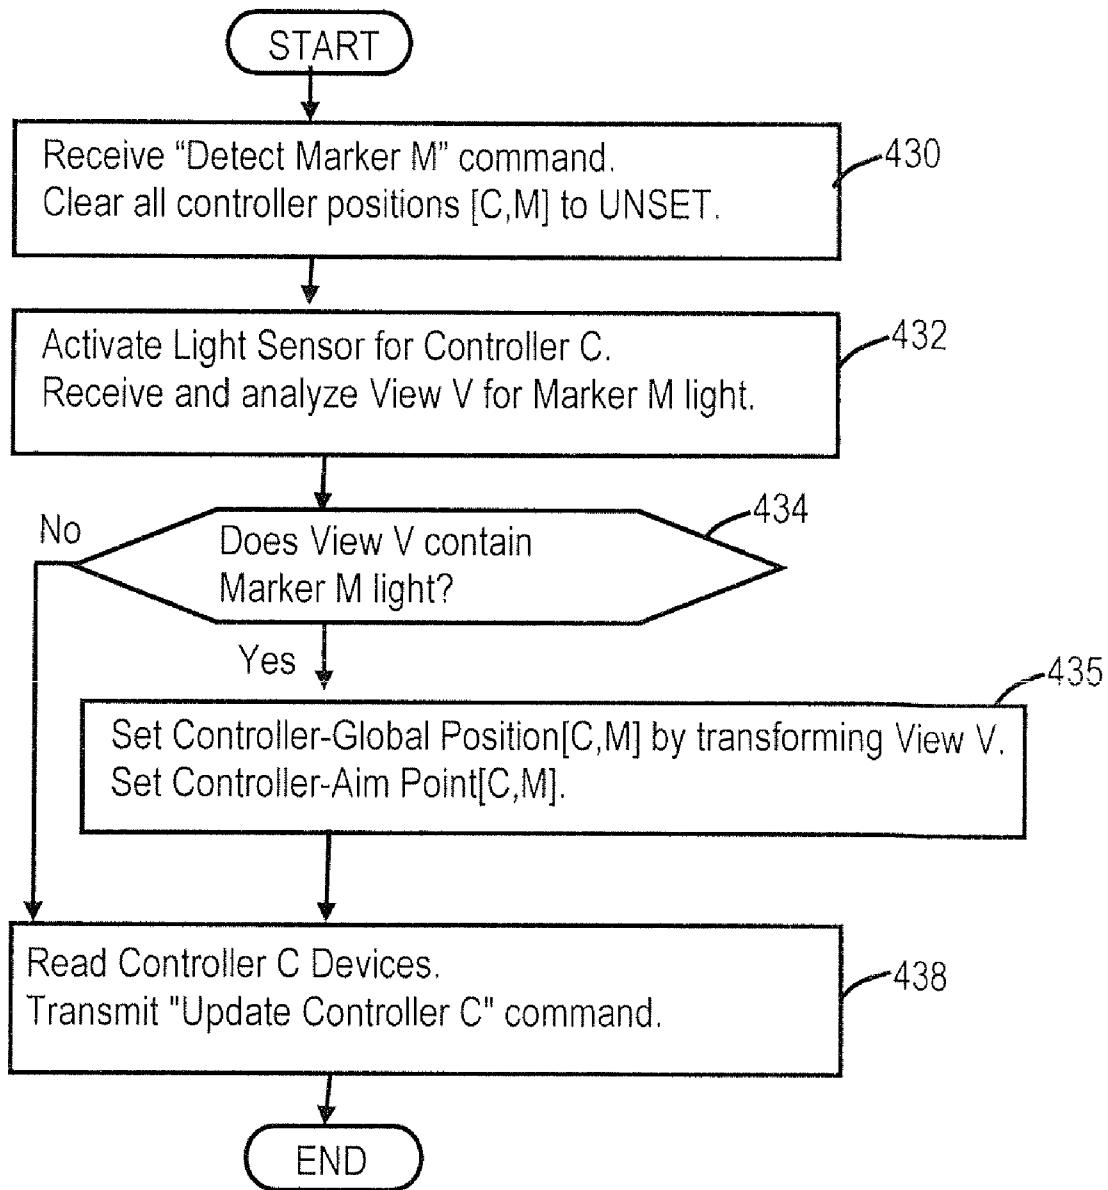 START
Receive “Detect Marker M” command.
Clear all controller positions [C,M] to UNSET.
430
Activate Light Sensor for Controller C.
Receive and analyze View V for Marker M light.
432
434
No
Does View V contain
Marker M light?
Yes
435
Set Controller-Global Position[C,M] by transforming View V.
Set Controller-Aim Point[C,M].
Read Controller C Devices.
Transmit "Update Controller C" command.
438
END